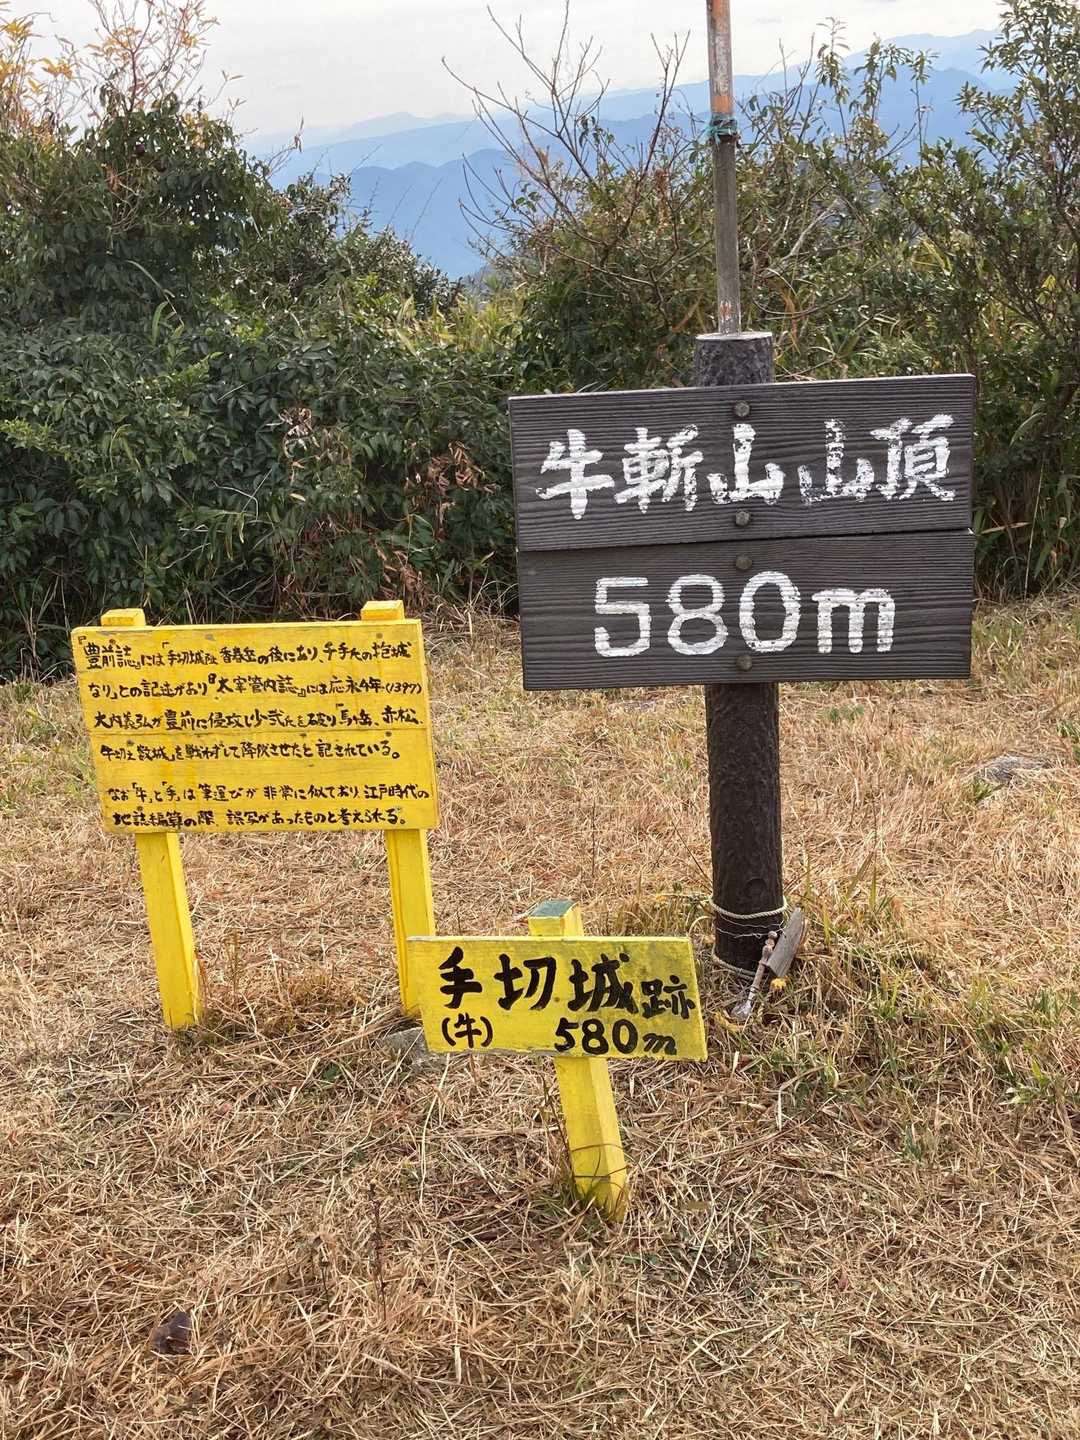 牛斬山山頂
580m
『豊前誌』には「手切城址 香春岳の後にあり、千手氏の
なり」との記述があり『太宰管内誌』には応永4年(1397)
大内義弘が豊前に侵攻し少弐氏を破り「馬ヶ岳、赤松、
牛切之数城」を戦わずして降伏させたと記されている。
なお「牛」と「手」は筆運びが非常に似ており、江戸時代の
地誌編算の際、誤写があったものと考えられる。
手切城跡
(牛) 580m